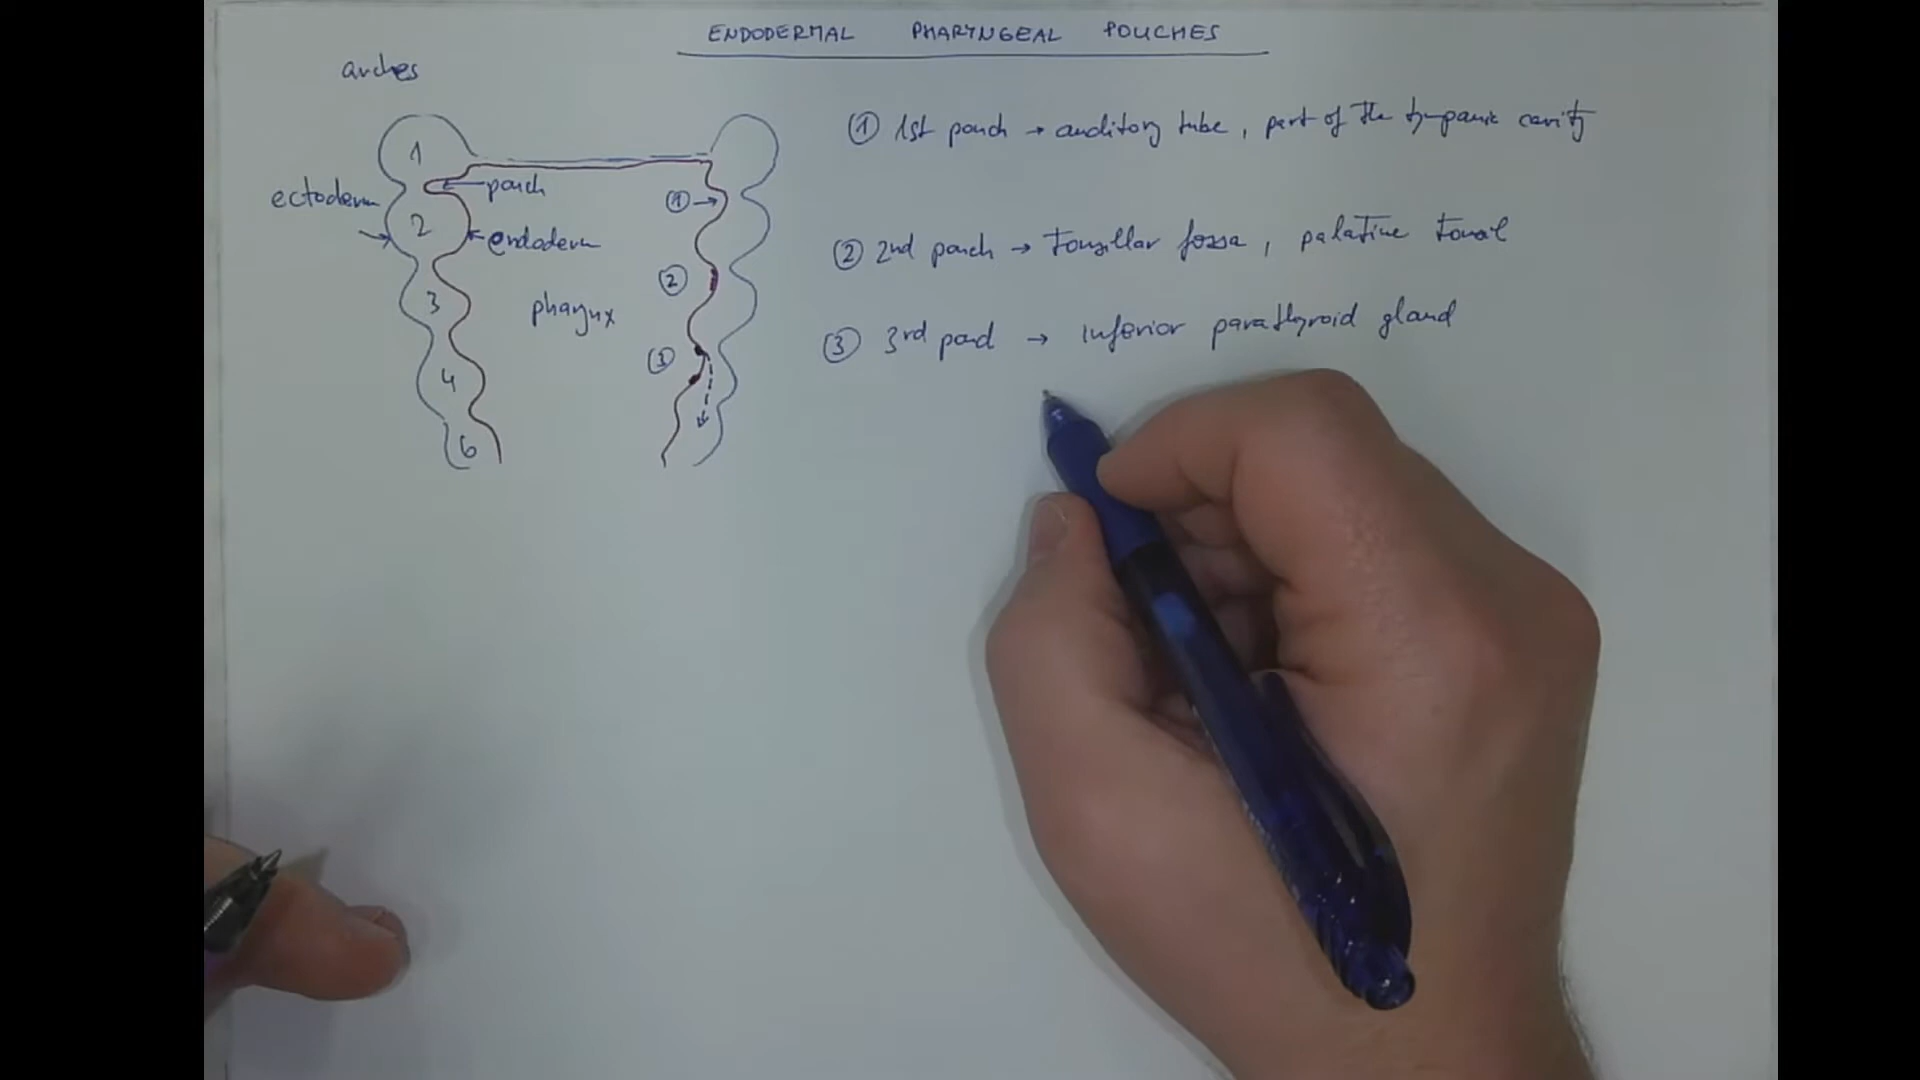 ENDODERMAL PHARYNGEAL POUCHES
arches
1
ectoderm
pouch
2
endoderm
3
pharynx
4
6
①
②
③
① 1st pouch → auditory tube, part of the tympanic cavity
② 2nd pouch → tonsillar fossa, palatine tonsil
③ 3rd pouch → inferior parathyroid gland